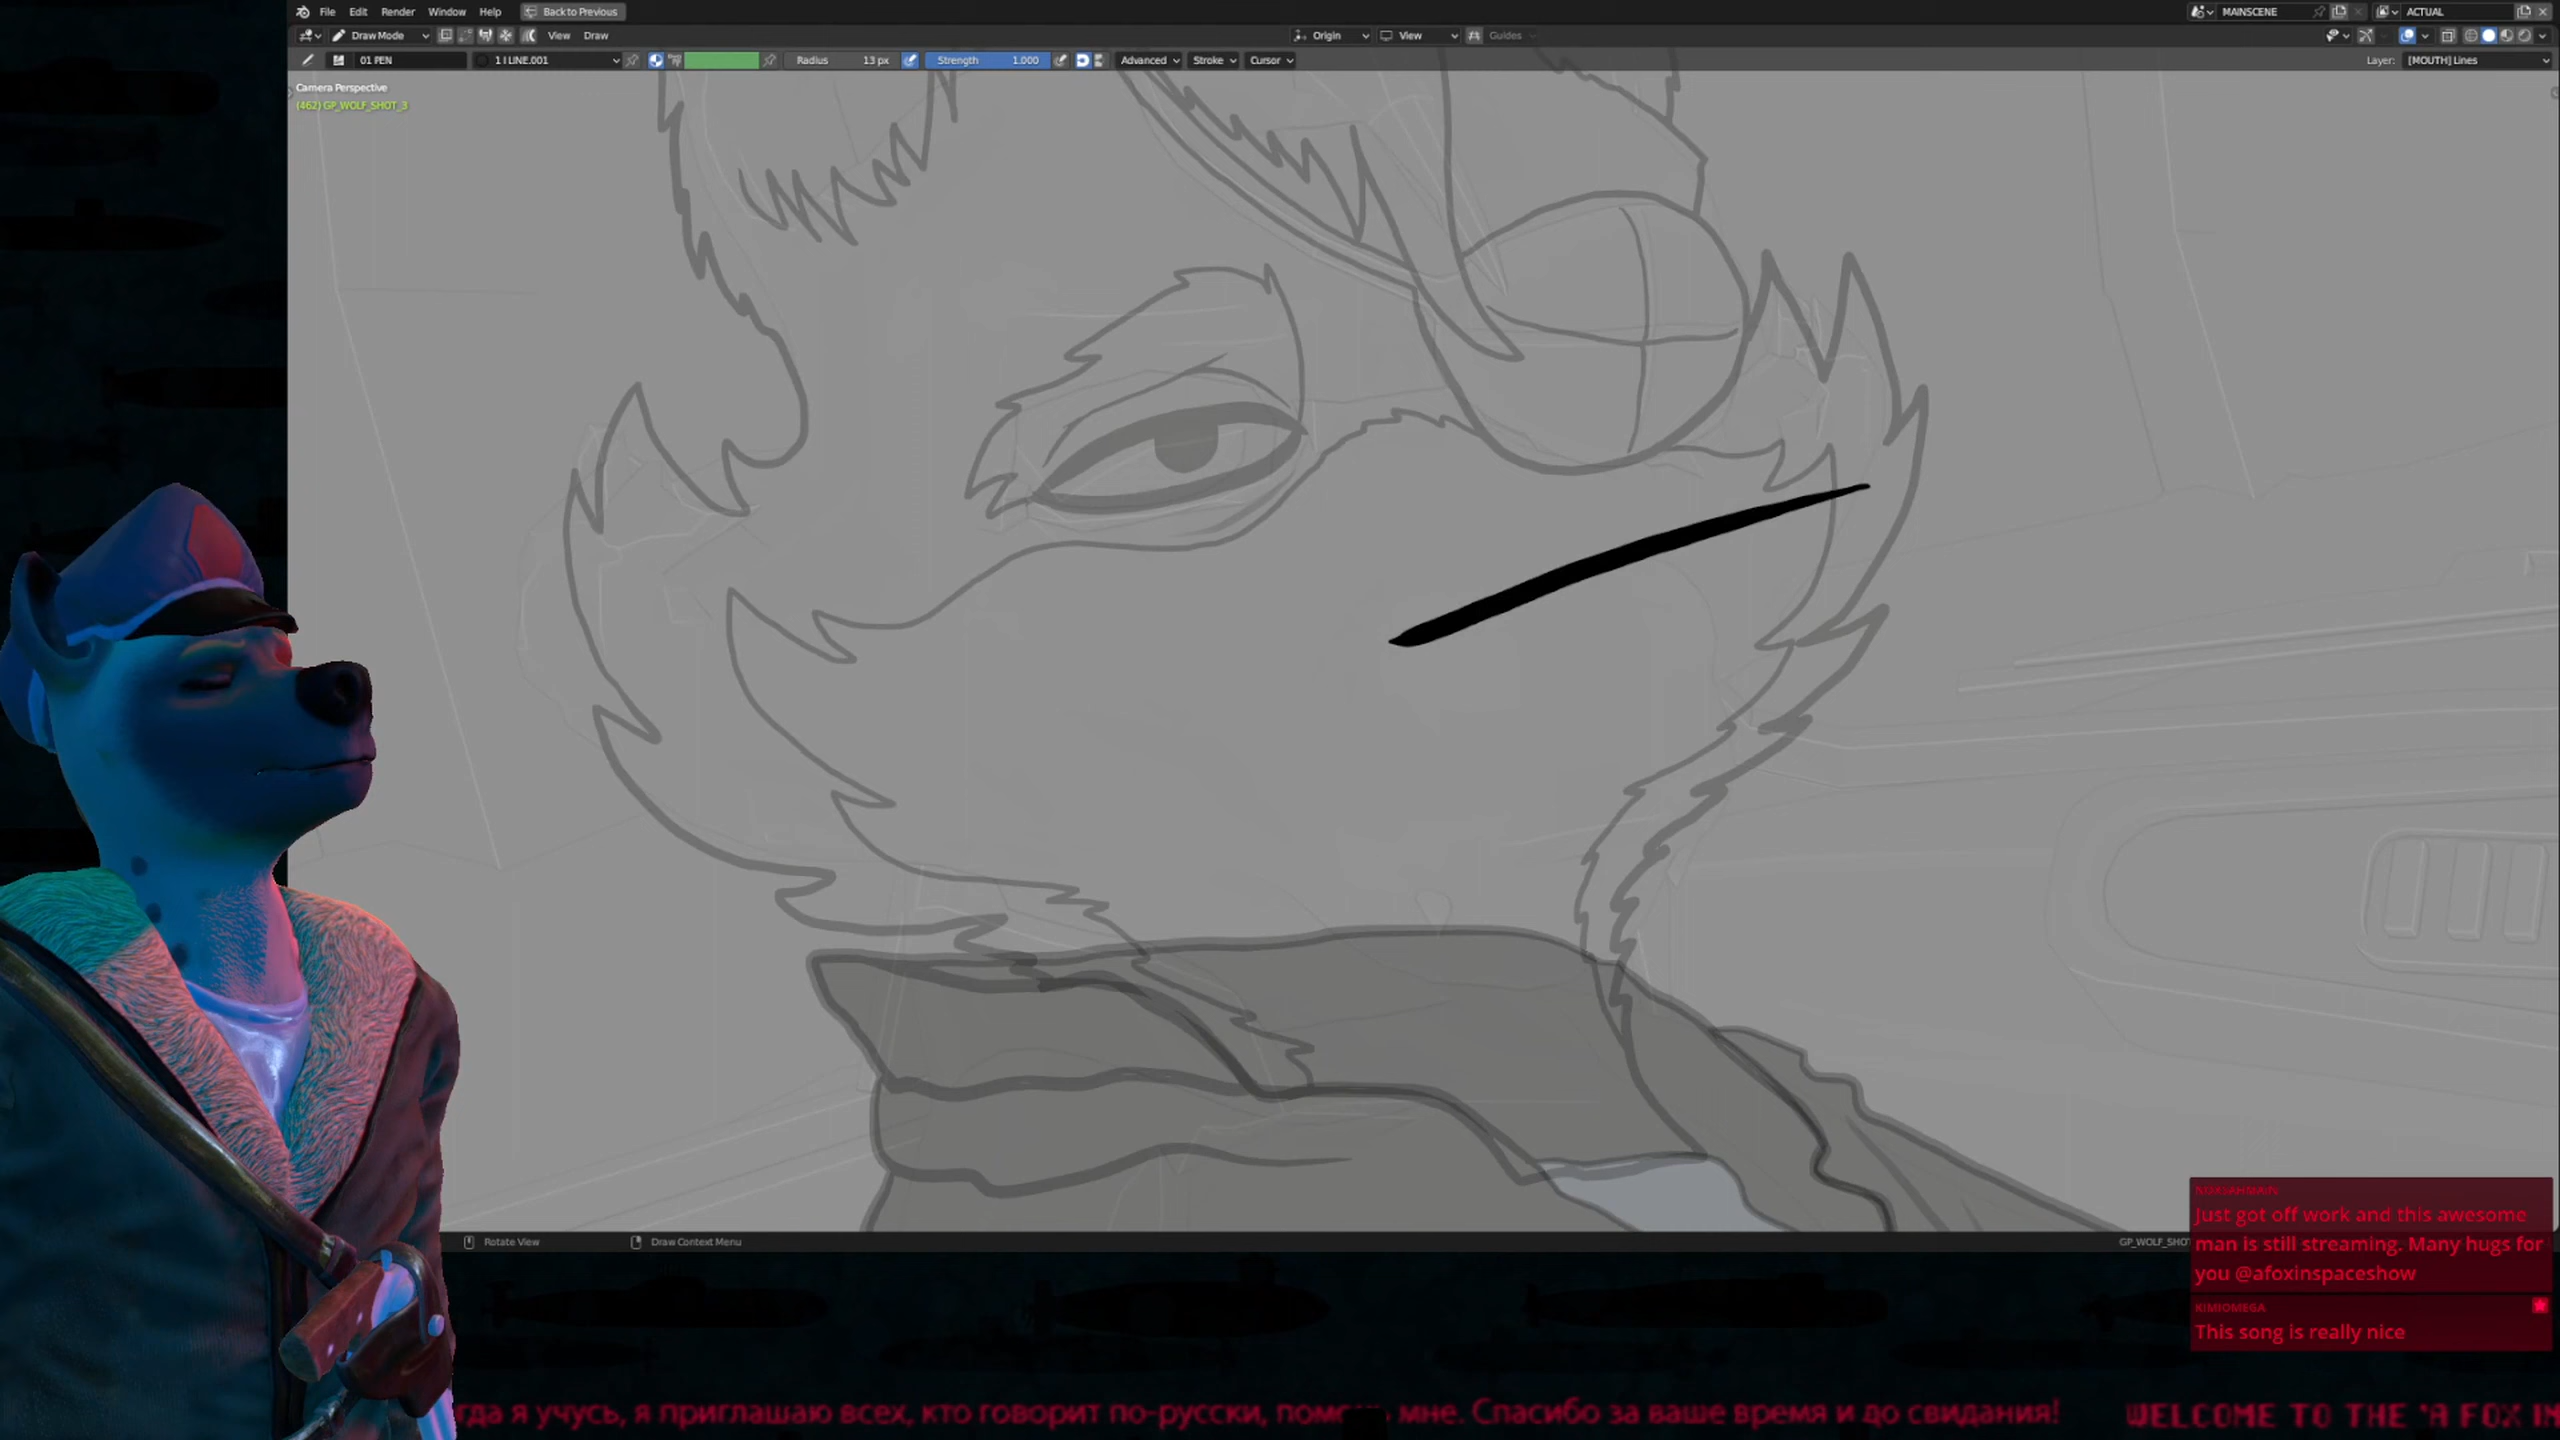 File Edit Render Window Help Back to Previous MAINSCENE ACTUAL
Draw Mode View Draw Origin View Guides
01 PEN 1 I LINE.001 Radius 13 px Strength 1.000 Advanced Stroke Cursor Layer: [MOUTH] Lines
Camera Perspective
(462) GP_WOLF_SHOT_3
Rotate View Draw Context Menu GP_WOLF_SHO
Just got off work and this awesome
man is still streaming. Many hugs for
you @afoxinspaceshow
KIMIOMEGA
This song is really nice
гда я учусь, я приглашаю всех, кто говорит по-русски, мне. Спасибо за ваше время и до свидания! WELCOME TO THE 'A FOX IN